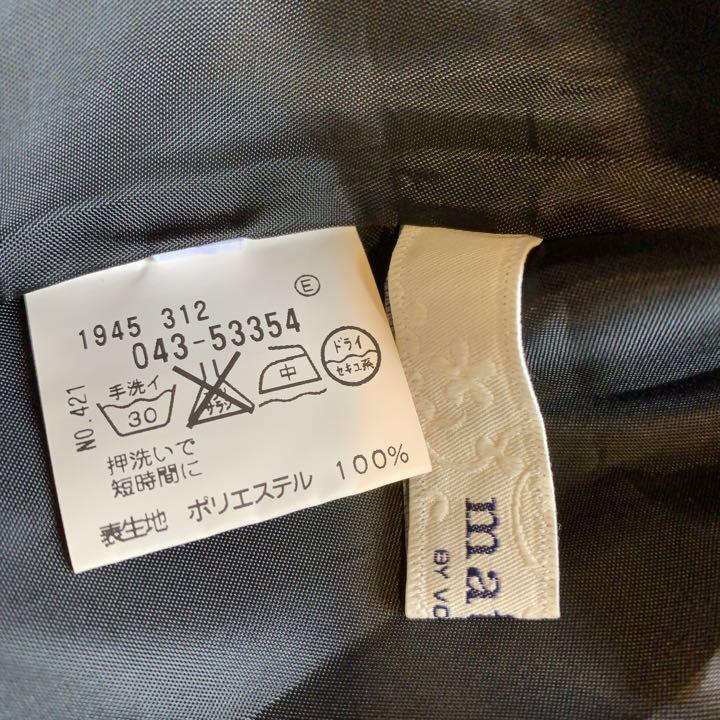 E
1945 312
043-53354
NO.421
手洗イ
30
中
ドライ
セキユ系
押洗いで
短時間に
表生地 ポリエステル 100%
ma
BY VO